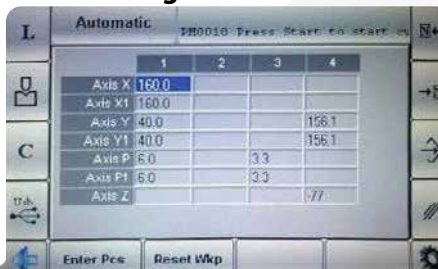 L Automatic PM0010 Press Start to start
1 2 3 4
Axis X 160.0
Axis X1 160.0
Axis Y 40.0 156.1
Axis Y1 40.0 156.1
Axis P 6.0 3.3
Axis P1 6.0 3.3
Axis Z -77
C
Enter Pcs Reset Wkp